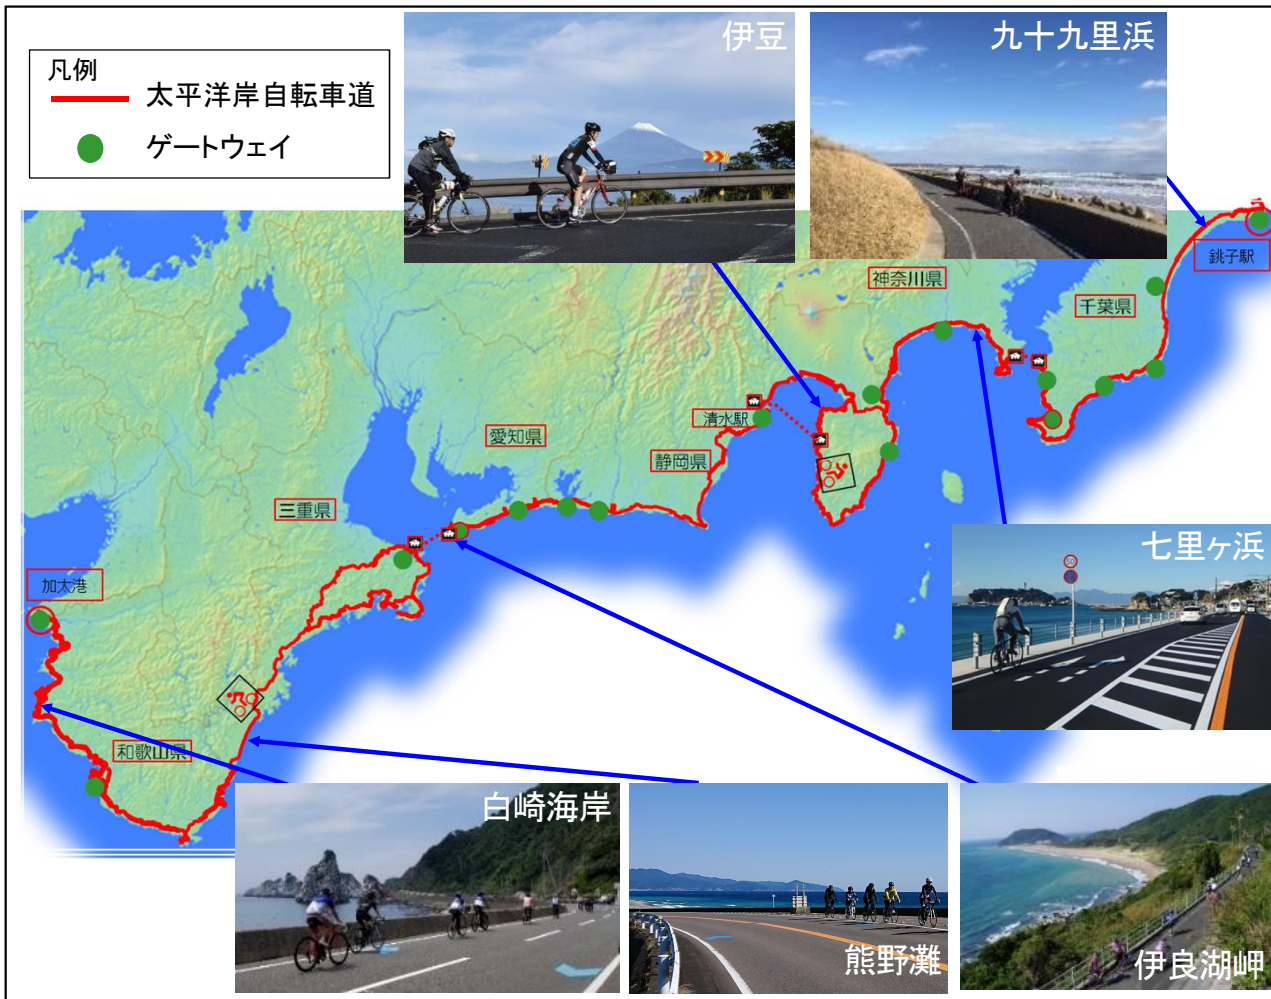 凡例
太平洋岸自転車道
ゲートウェイ
伊豆
九十九里浜
神奈川県
千葉県
銚子駅
清水駅
愛知県
静岡県
三重県
加太港
和歌山県
七里ヶ浜
白崎海岸
熊野灘
伊良湖岬